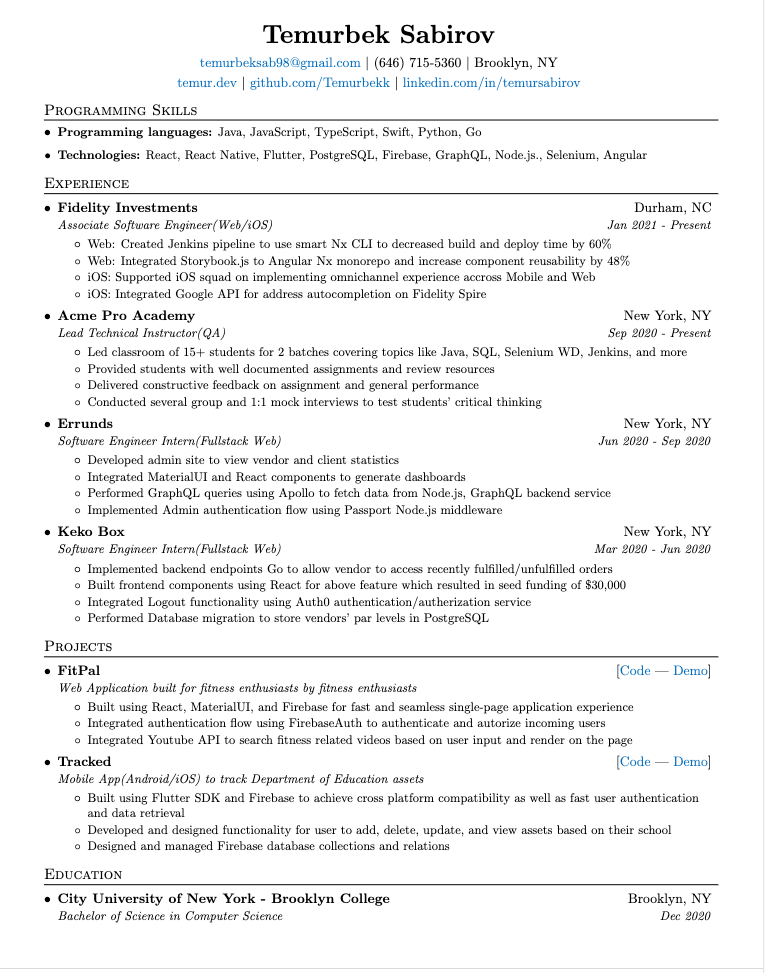 Temurbek Sabirov
temurbeksab98@gmail.com | (646) 715-5360 | Brooklyn, NY
temur.dev | github.com/Temurbekk | linkedin.com/in/temursabirov
Programming Skills
• Programming languages: Java, JavaScript, TypeScript, Swift, Python, Go
• Technologies: React, React Native, Flutter, PostgreSQL, Firebase, GraphQL, Node.js., Selenium, Angular
Experience
• Fidelity Investments Durham, NC
Associate Software Engineer(Web/iOS) Jan 2021 - Present
◦ Web: Created Jenkins pipeline to use smart Nx CLI to decreased build and deploy time by 60%
◦ Web: Integrated Storybook.js to Angular Nx monorepo and increase component reusability by 48%
◦ iOS: Supported iOS squad on implementing omnichannel experience accross Mobile and Web
◦ iOS: Integrated Google API for address autocompletion on Fidelity Spire
• Acme Pro Academy New York, NY
Lead Technical Instructor(QA) Sep 2020 - Present
◦ Led classroom of 15+ students for 2 batches covering topics like Java, SQL, Selenium WD, Jenkins, and more
◦ Provided students with well documented assignments and review resources
◦ Delivered constructive feedback on assignment and general performance
◦ Conducted several group and 1:1 mock interviews to test students' critical thinking
• Errunds New York, NY
Software Engineer Intern(Fullstack Web) Jun 2020 - Sep 2020
◦ Developed admin site to view vendor and client statistics
◦ Integrated MaterialUI and React components to generate dashboards
◦ Performed GraphQL queries using Apollo to fetch data from Node.js, GraphQL backend service
◦ Implemented Admin authentication flow using Passport Node.js middleware
• Keko Box New York, NY
Software Engineer Intern(Fullstack Web) Mar 2020 - Jun 2020
◦ Implemented backend endpoints Go to allow vendor to access recently fulfilled/unfulfilled orders
◦ Built frontend components using React for above feature which resulted in seed funding of $30,000
◦ Integrated Logout functionality using Auth0 authentication/autherization service
◦ Performed Database migration to store vendors' par levels in PostgreSQL
Projects
• FitPal [Code — Demo]
Web Application built for fitness enthusiasts by fitness enthusiasts
◦ Built using React, MaterialUI, and Firebase for fast and seamless single-page application experience
◦ Integrated authentication flow using FirebaseAuth to authenticate and autorize incoming users
◦ Integrated Youtube API to search fitness related videos based on user input and render on the page
• Tracked [Code — Demo]
Mobile App(Android/iOS) to track Department of Education assets
◦ Built using Flutter SDK and Firebase to achieve cross platform compatibility as well as fast user authentication
and data retrieval
◦ Developed and designed functionality for user to add, delete, update, and view assets based on their school
◦ Designed and managed Firebase database collections and relations
Education
• City University of New York - Brooklyn College Brooklyn, NY
Bachelor of Science in Computer Science Dec 2020